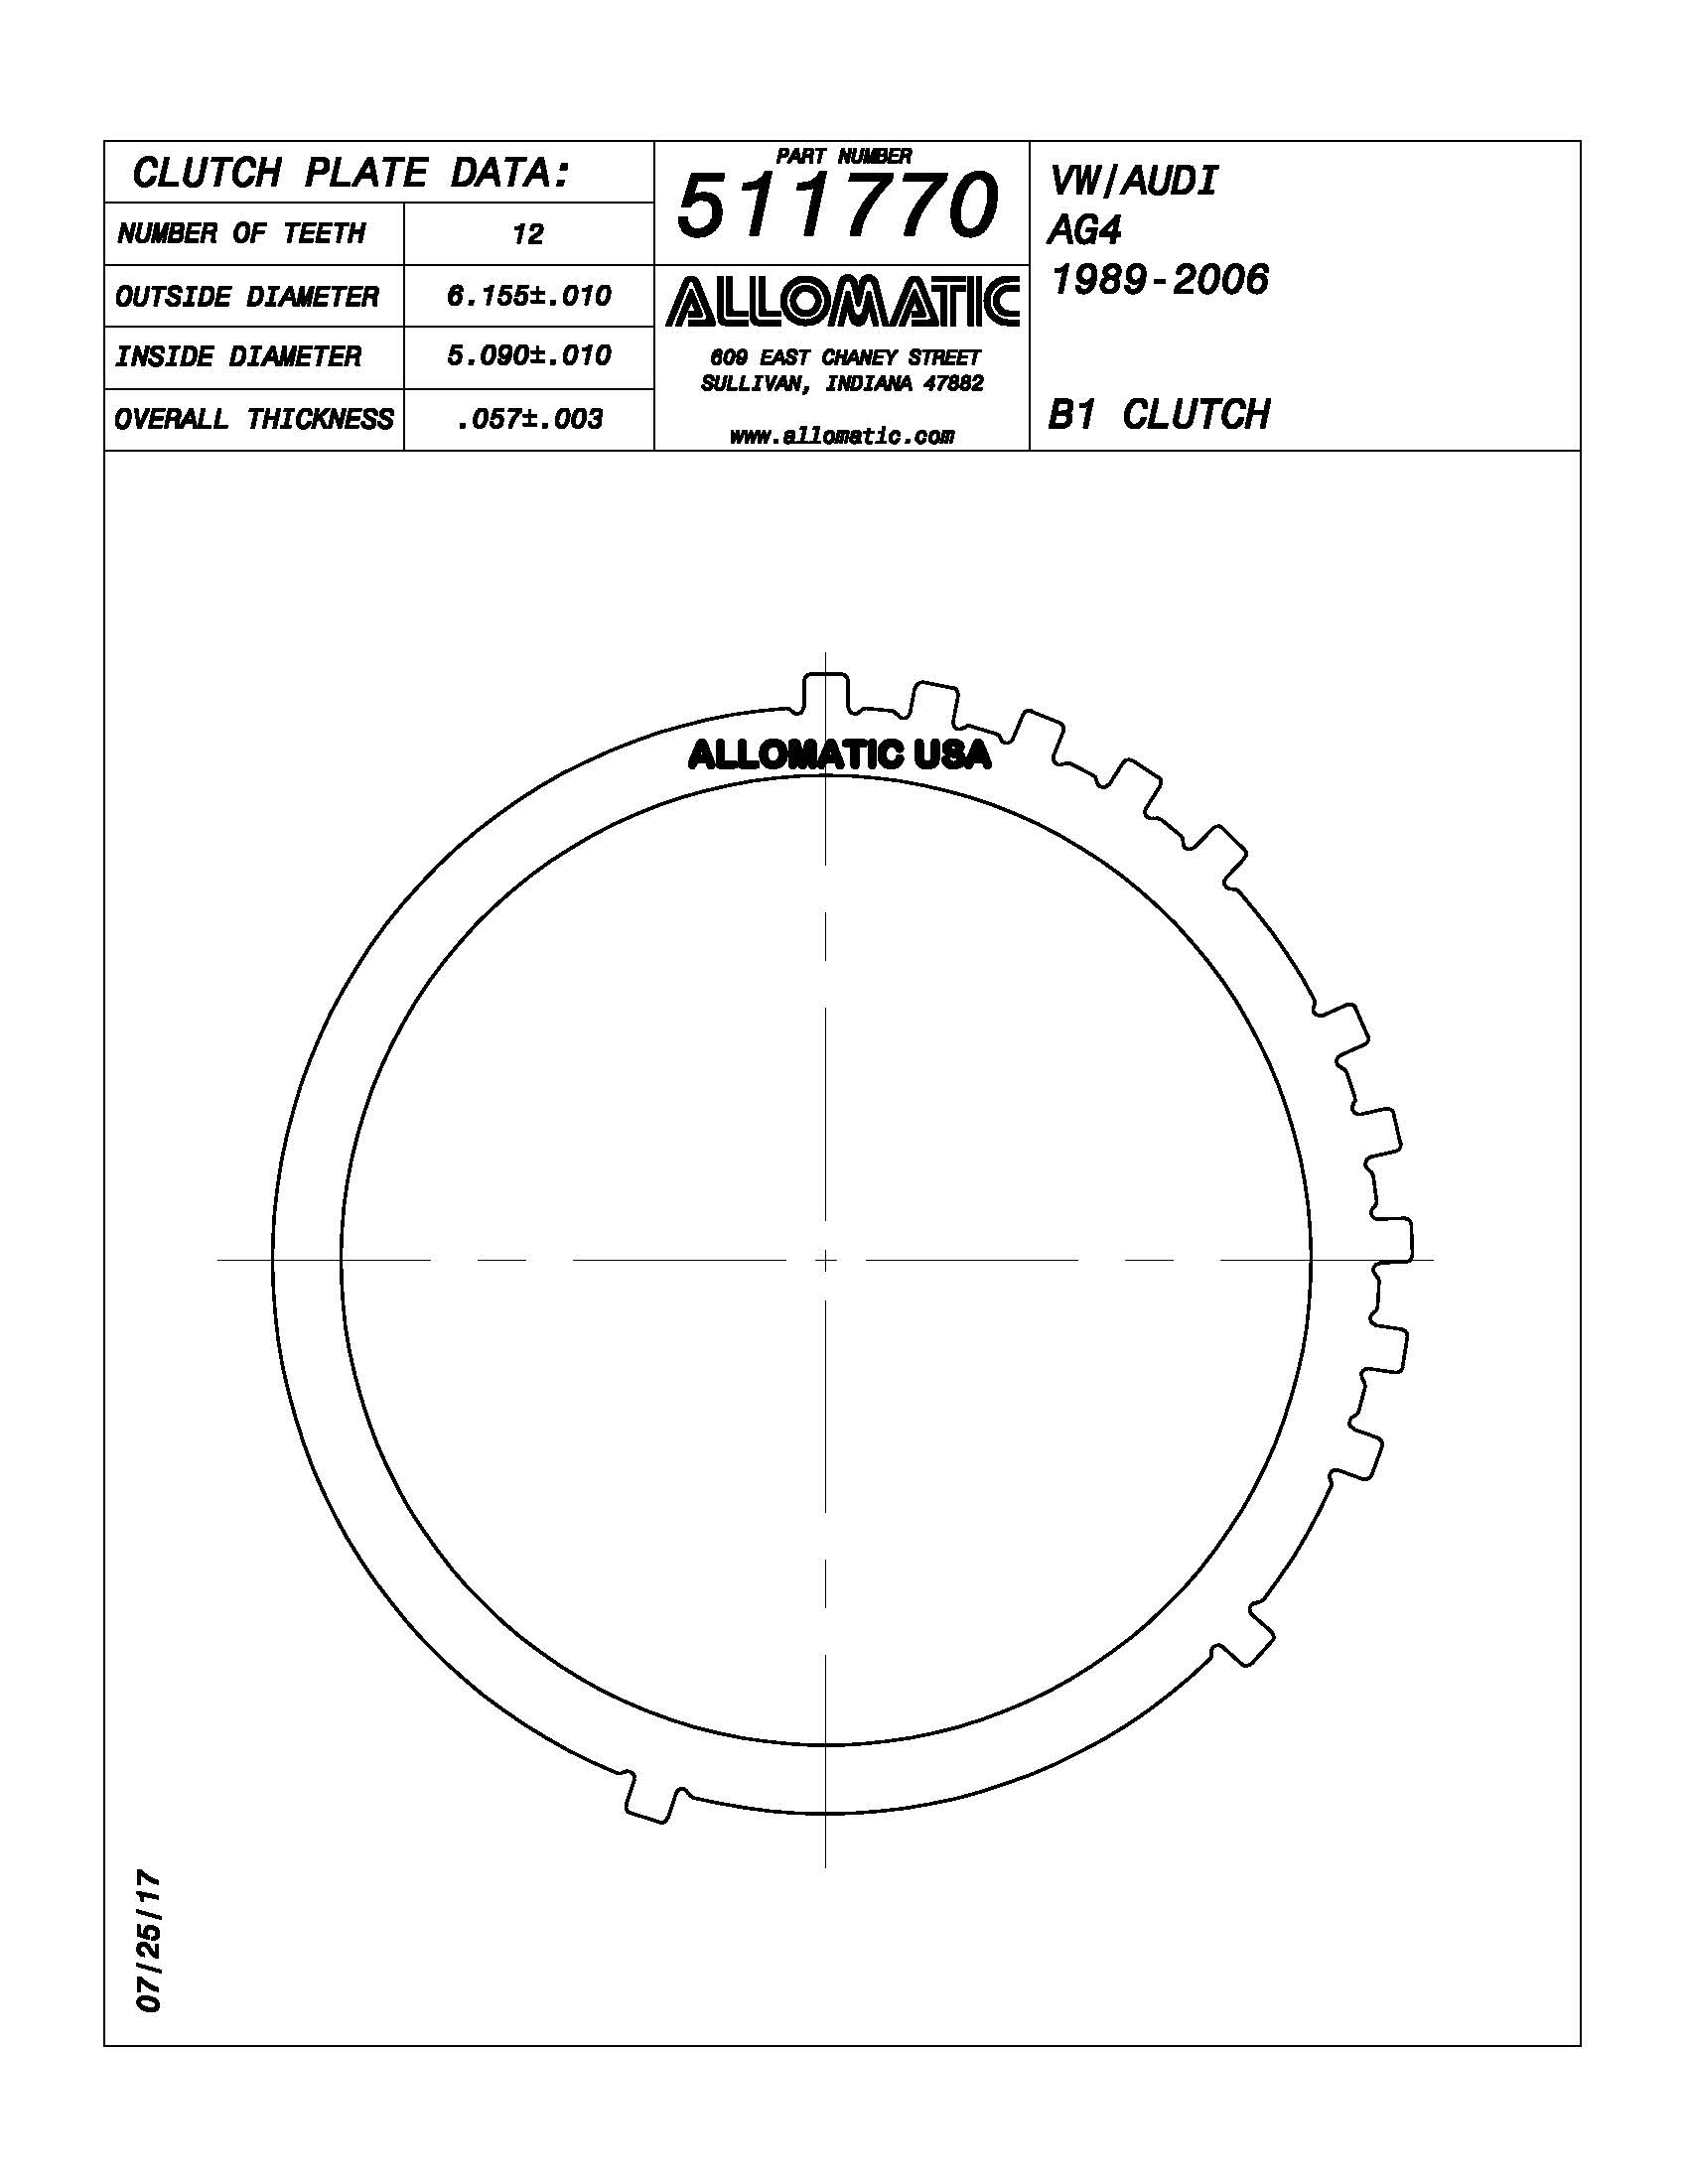 CLUTCH PLATE DATA:
NUMBER OF TEETH 12
OUTSIDE DIAMETER 6.155±.010
INSIDE DIAMETER 5.090±.010
OVERALL THICKNESS .057±.003
PART NUMBER
511770
ALLOMATIC
609 EAST CHANEY STREET
SULLIVAN, INDIANA 47882
www.allomatic.com
VW/AUDI
AG4
1989-2006
B1 CLUTCH
ALLOMATIC USA
07/25/17